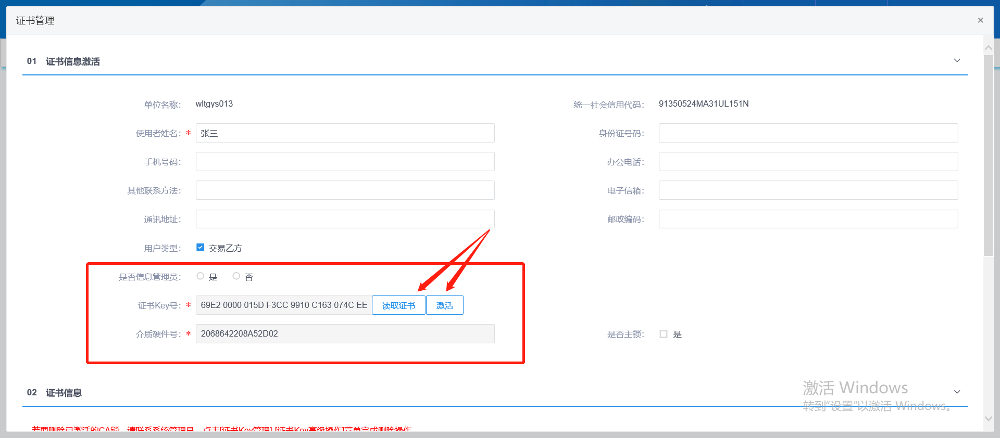 证书管理
×
01 证书信息激活
单位名称： wltgys013 统一社会信用代码： 91350524MA31UL151N
使用者姓名：* 张三 身份证号码：
手机号码： 办公电话：
其他联系方法： 电子信箱：
通讯地址： 邮政编码：
用户类型： 交易乙方
是否信息管理员： 是 否
证书Key号：* 69E2 0000 015D F3CC 9910 C163 074C EE 读取证书 激活
介质硬件号：* 2068642208A52D02 是否主锁： 是
02 证书信息
激活 Windows
转到“设置”以激活 Windows。
若要删除已激活的CA锁，请联系系统管理员，点击[证书Key管理]-[证书Key高级操作]菜单完成删除操作